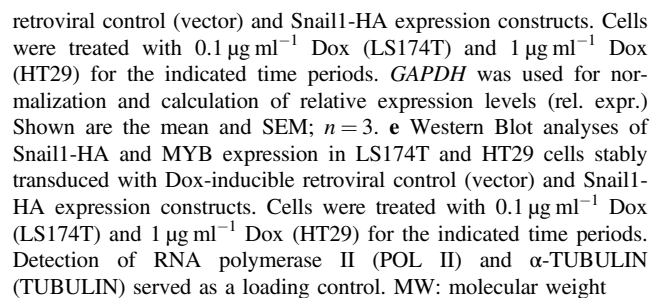 retroviral control (vector) and Snail1-HA expression constructs. Cells
were treated with 0.1 µg ml⁻¹ Dox (LS174T) and 1 µg ml⁻¹ Dox
(HT29) for the indicated time periods. GAPDH was used for nor-
malization and calculation of relative expression levels (rel. expr.)
Shown are the mean and SEM; n = 3. e Western Blot analyses of
Snail1-HA and MYB expression in LS174T and HT29 cells stably
transduced with Dox-inducible retroviral control (vector) and Snail1-
HA expression constructs. Cells were treated with 0.1 µg ml⁻¹ Dox
(LS174T) and 1 µg ml⁻¹ Dox (HT29) for the indicated time periods.
Detection of RNA polymerase II (POL II) and α-TUBULIN
(TUBULIN) served as a loading control. MW: molecular weight